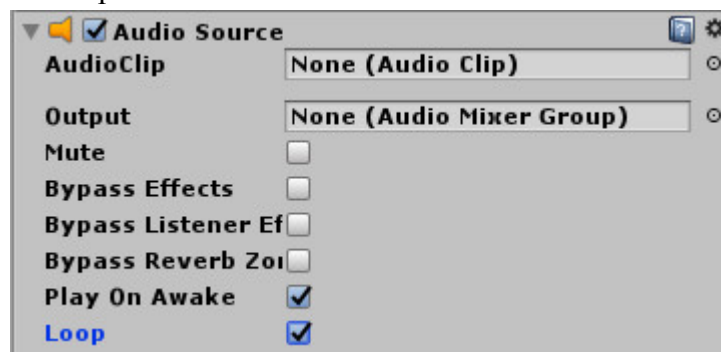 Audio Source
AudioClip None (Audio Clip)
Output None (Audio Mixer Group)
Mute
Bypass Effects
Bypass Listener Ef
Bypass Reverb Zo
Play On Awake
Loop